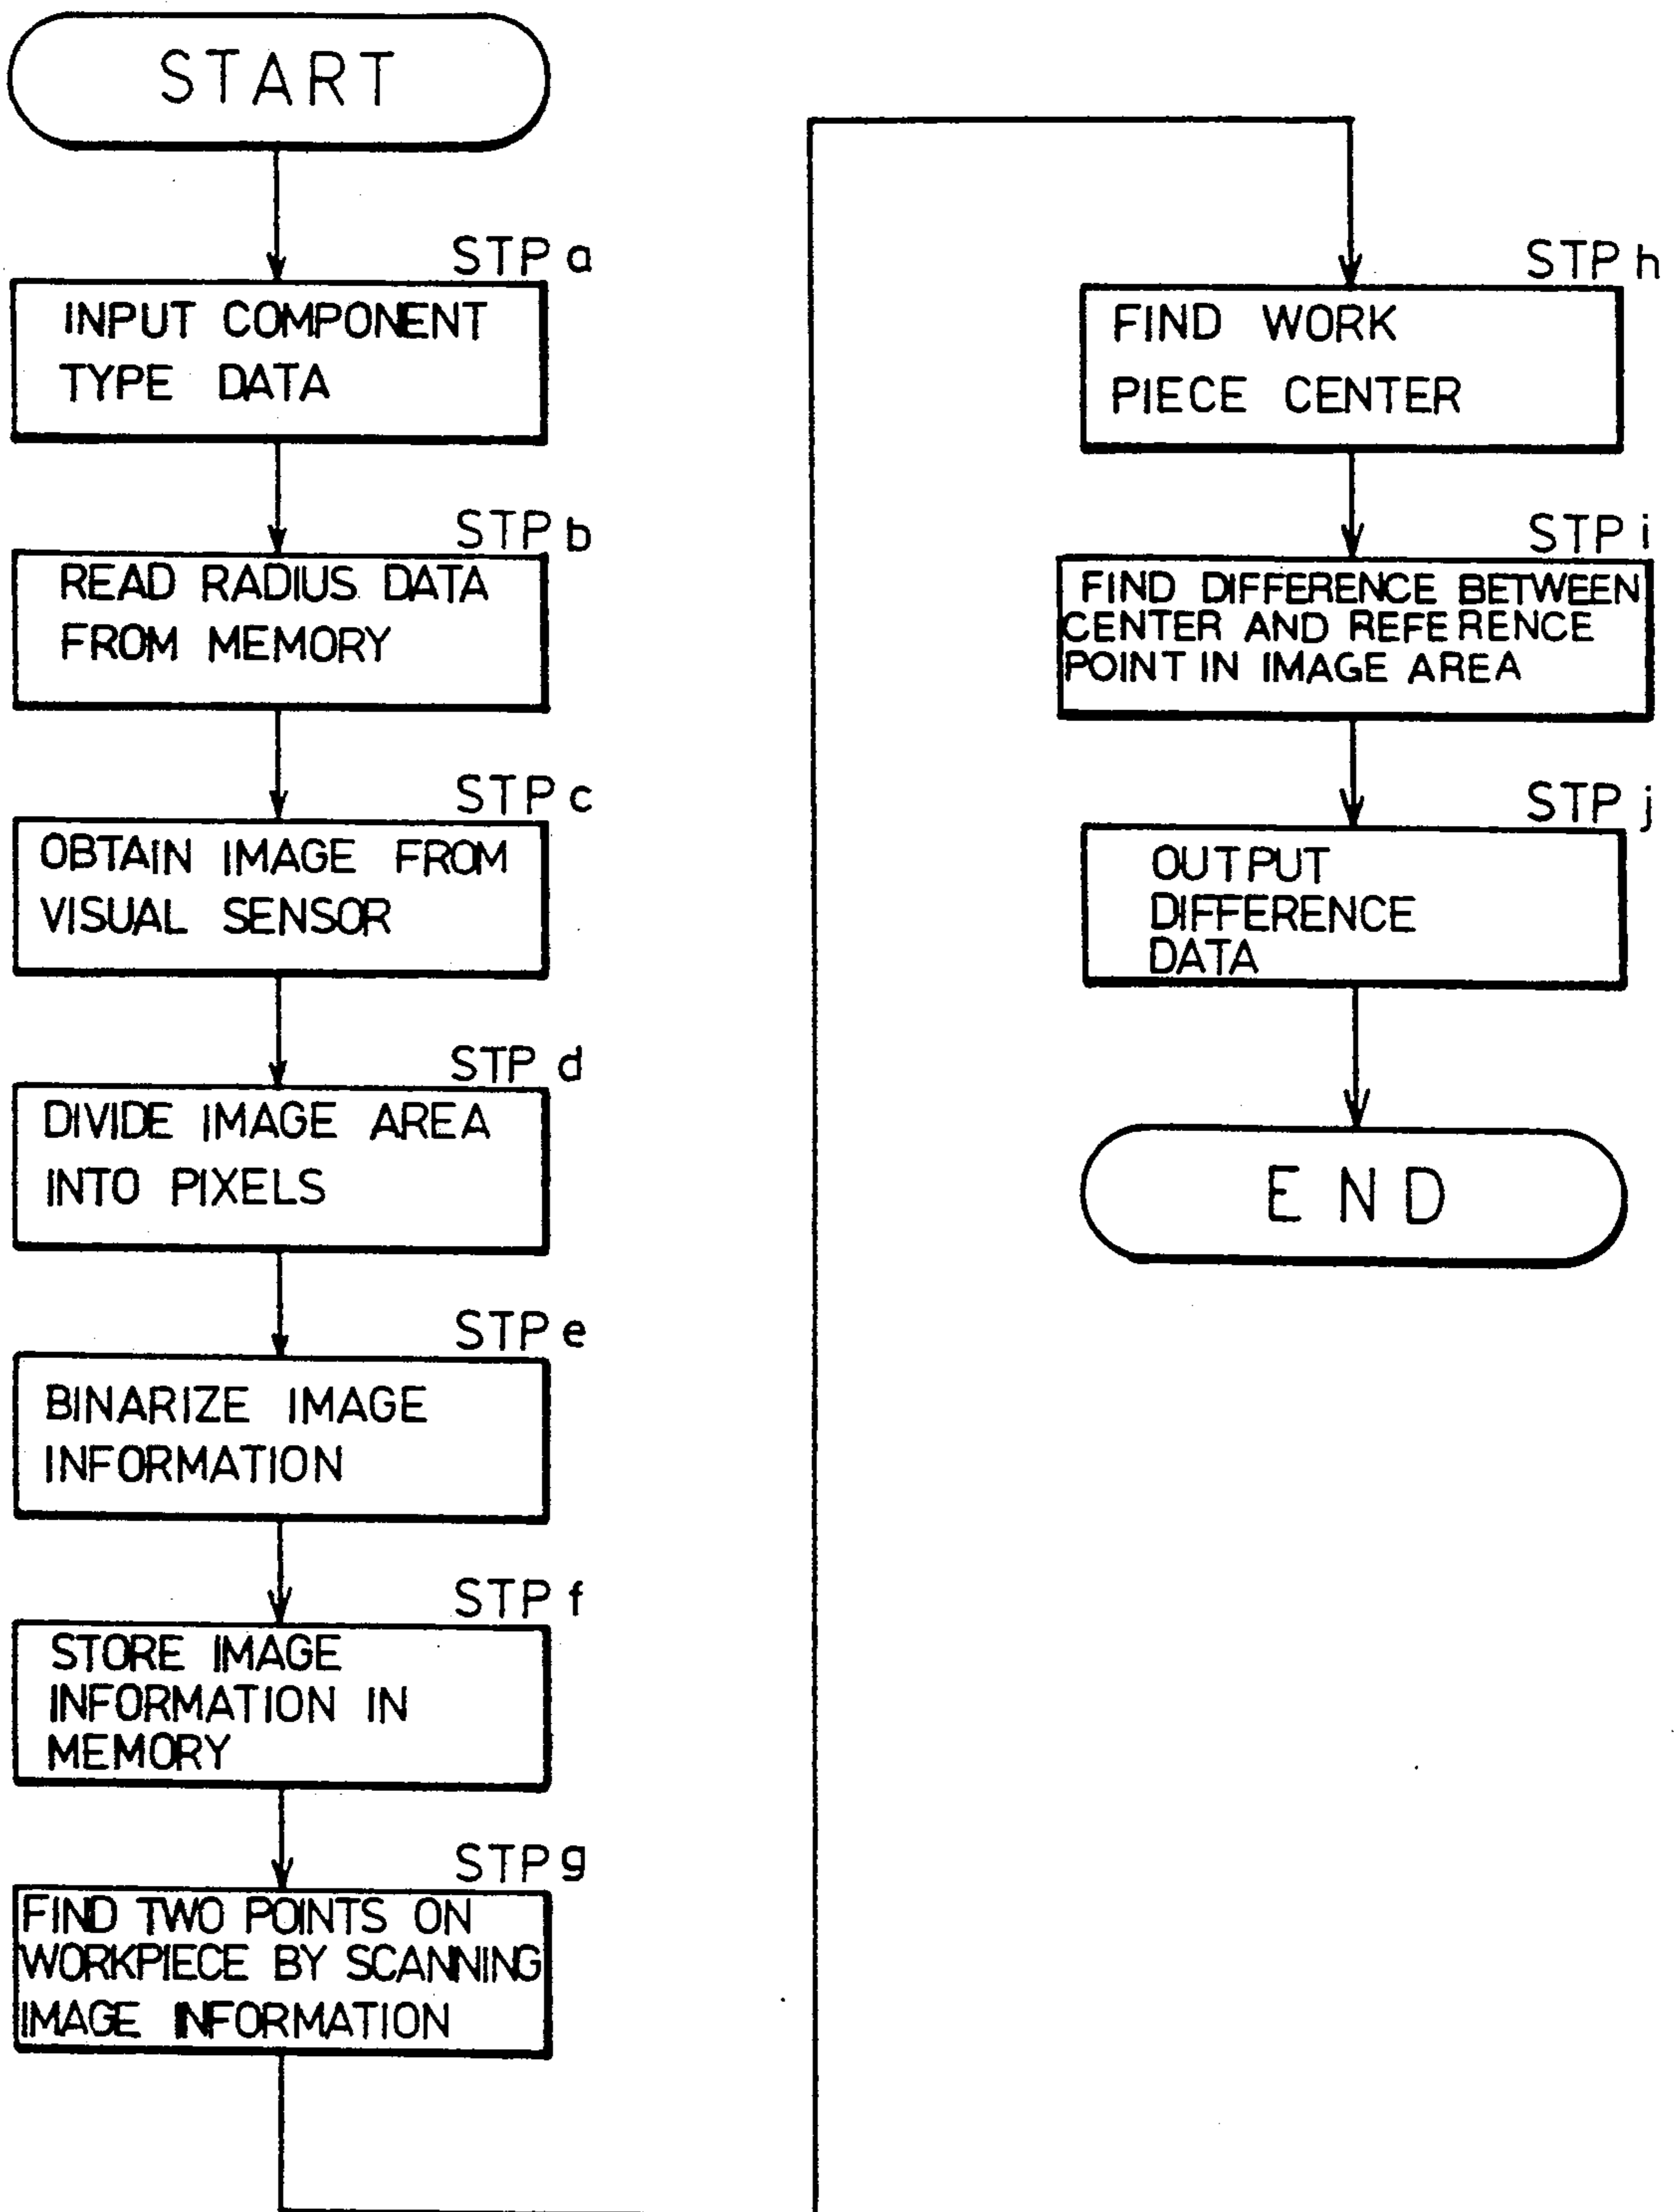 START
STP a
INPUT COMPONENT
TYPE DATA
STP b
READ RADIUS DATA
FROM MEMORY
STP c
OBTAIN IMAGE FROM
VISUAL SENSOR
STP d
DIVIDE IMAGE AREA
INTO PIXELS
STP e
BINARIZE IMAGE
INFORMATION
STP f
STORE IMAGE
INFORMATION IN
MEMORY
STP g
FIND TWO POINTS ON
WORKPIECE BY SCANNING
IMAGE INFORMATION
STP h
FIND WORK
PIECE CENTER
STP i
FIND DIFFERENCE BETWEEN
CENTER AND REFERENCE
POINT IN IMAGE AREA
STP j
OUTPUT
DIFFERENCE
DATA
END